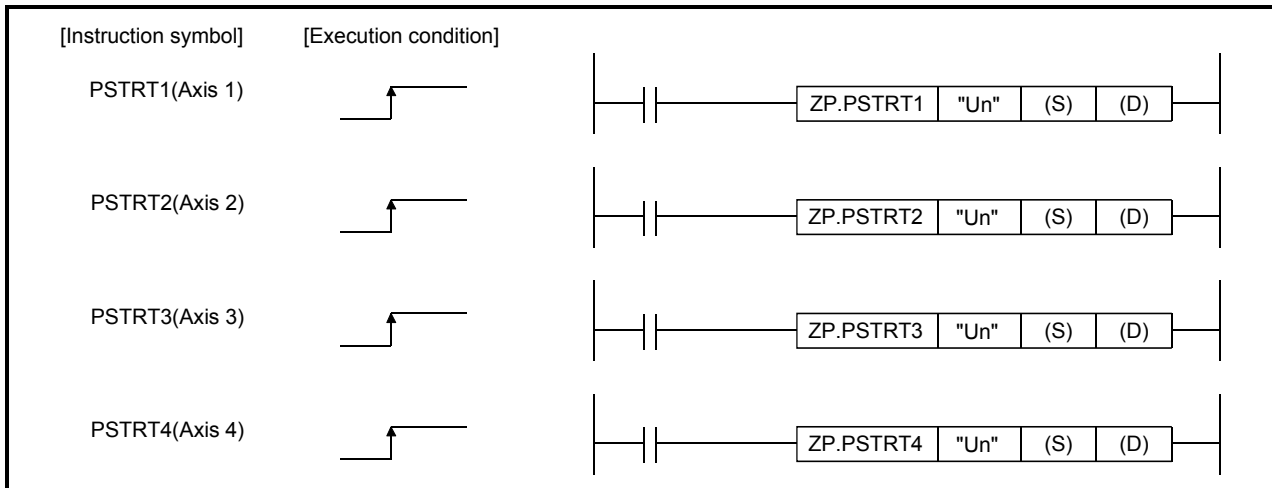 [Instruction symbol] [Execution condition]
PSTRT1(Axis 1) ZP.PSTRT1 "Un" (S) (D)
PSTRT2(Axis 2) ZP.PSTRT2 "Un" (S) (D)
PSTRT3(Axis 3) ZP.PSTRT3 "Un" (S) (D)
PSTRT4(Axis 4) ZP.PSTRT4 "Un" (S) (D)